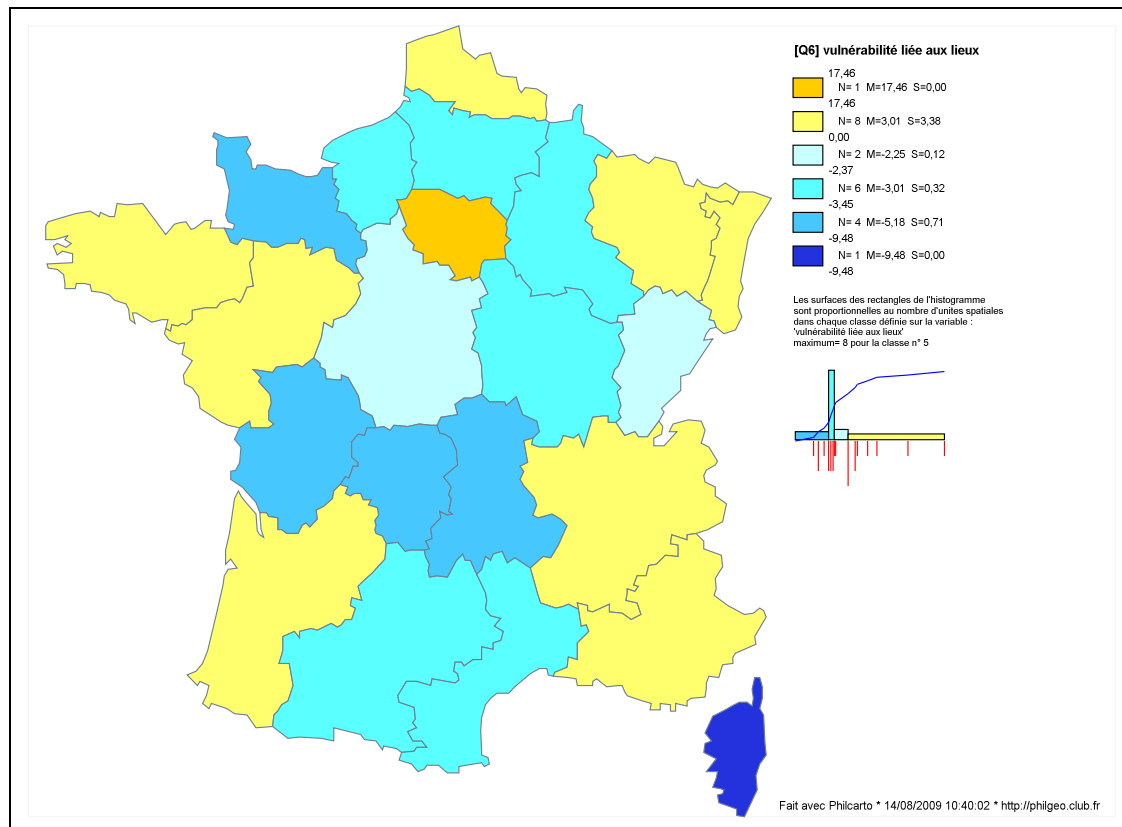 [Q6] vulnérabilité liée aux lieux
17,46
N= 1 M=17,46 S=0,00
17,46
N= 8 M=3,01 S=3,38
0,00
N= 2 M=-2,25 S=0,12
-2,37
N= 6 M=-3,01 S=0,32
-3,45
N= 4 M=-5,18 S=0,71
-9,48
N= 1 M=-9,48 S=0,00
-9,48
Les surfaces des rectangles de l'histogramme
sont proportionnelles au nombre d'unites spatiales
dans chaque classe définie sur la variable :
'vulnérabilité liée aux lieux'
maximum= 8 pour la classe n° 5
Fait avec Philcarto * 14/08/2009 10:40:02 * http://philgeo.club.fr